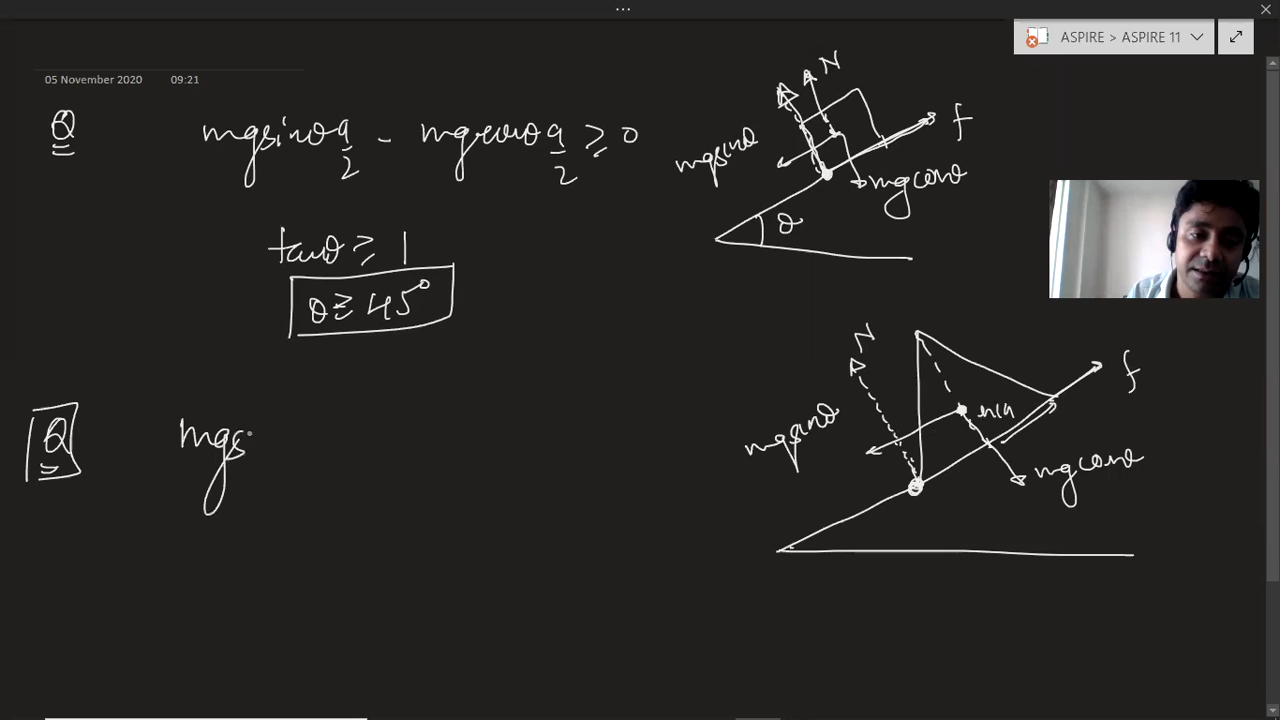 ...
ASPIRE > ASPIRE 11
05 November 2020 09:21
Q mgsinθ a/2 - mgcosθ a/2 ≥ 0
tanθ ≥ 1
θ ≥ 45°
N
f
mgsinθ
mgcosθ
θ
Q mgs
N
f
mgsinθ
mgcosθ